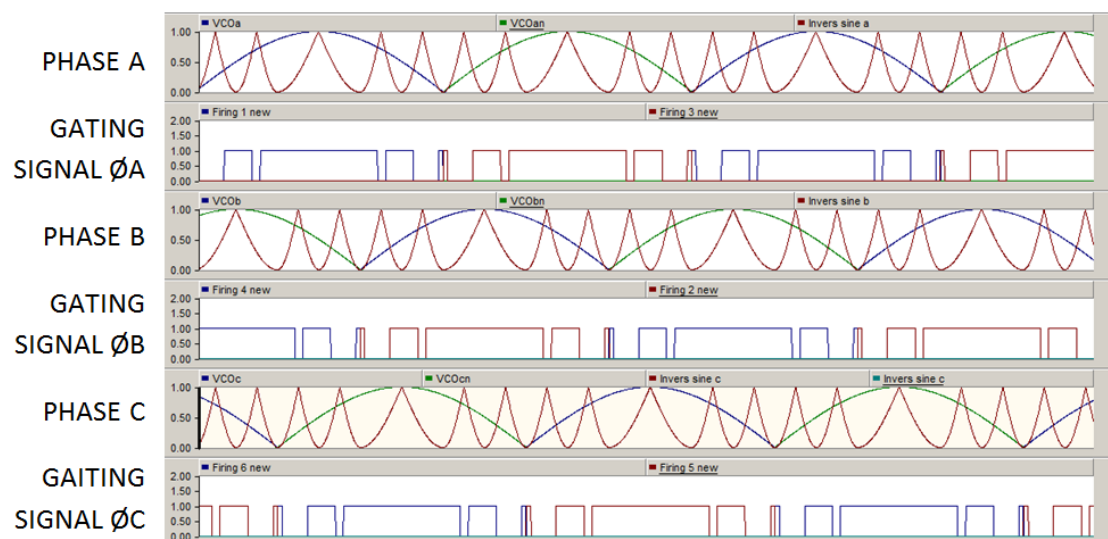 VCOa VCOan Invers sine a
PHASE A
1.00
0.50
0.00
Firing 1 new Firing 3 new
GATING
SIGNAL ØA
2.00
1.50
1.00
0.50
0.00
VCOb VCObn Invers sine b
PHASE B
1.00
0.50
0.00
Firing 4 new Firing 2 new
GATING
SIGNAL ØB
2.00
1.50
1.00
0.50
0.00
VCOc VCOcn Invers sine c Invers sine c
PHASE C
1.00
0.50
0.00
Firing 6 new Firing 5 new
GAITING
SIGNAL ØC
2.00
1.50
1.00
0.50
0.00